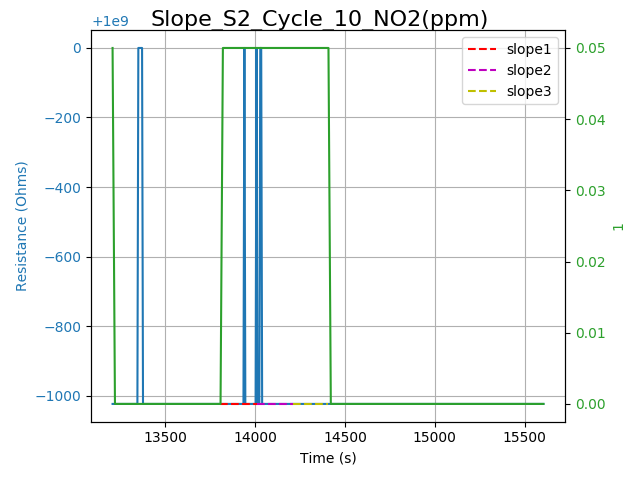 Slope_S2_Cycle_10_NO2(ppm)
+1e9
0
−200
−400
−600
−800
−1000
Resistance (Ohms)
slope1
slope2
slope3
0.05
0.04
0.03
0.02
0.01
0.00
1
13500 14000 14500 15000 15500
Time (s)